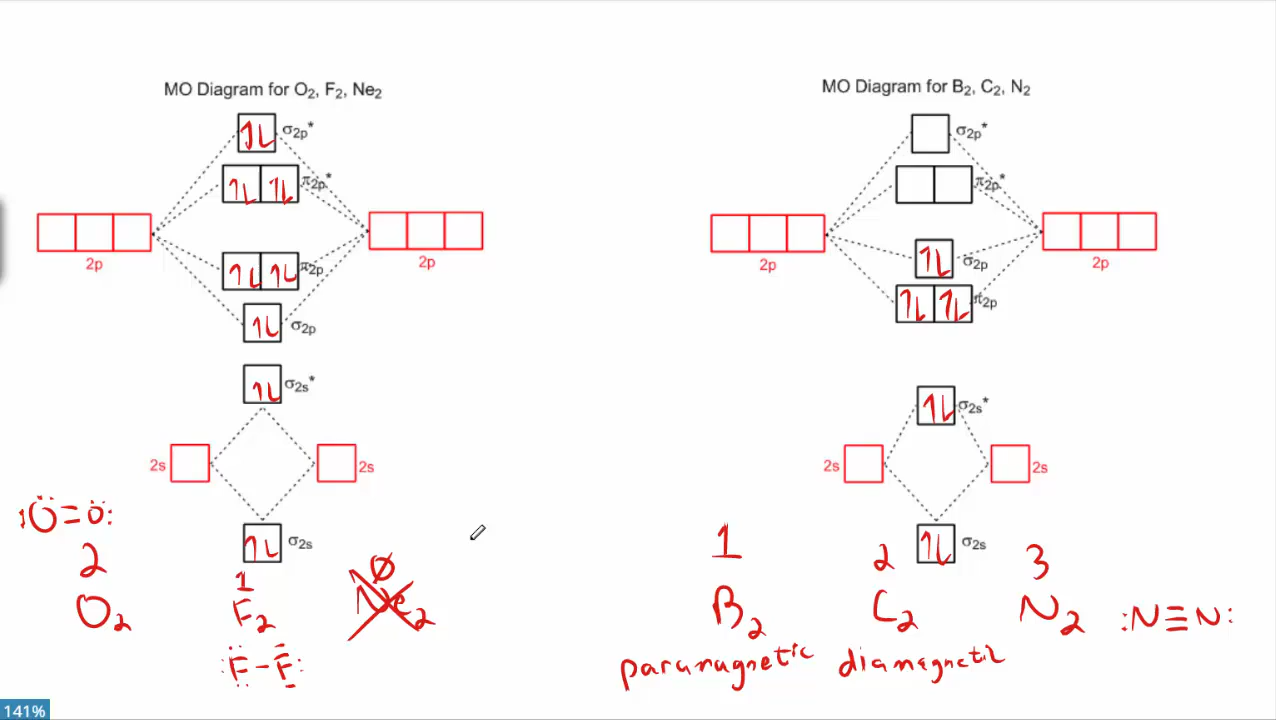 MO Diagram for O₂, F₂, Ne₂
σ₂ₚ*
π₂ₚ*
2p
2p
π₂ₚ
σ₂ₚ
σ₂ₛ*
2s
2s
σ₂ₛ
:Ö=Ö:
2
1
Ø
O₂
F₂
Ne₂
:F-F:
MO Diagram for B₂, C₂, N₂
σ₂ₚ*
π₂ₚ*
2p
2p
σ₂ₚ
π₂ₚ
σ₂ₛ*
2s
2s
σ₂ₛ
1
2
3
B₂
C₂
N₂
:N≡N:
paramagnetic
diamagnetic
141%